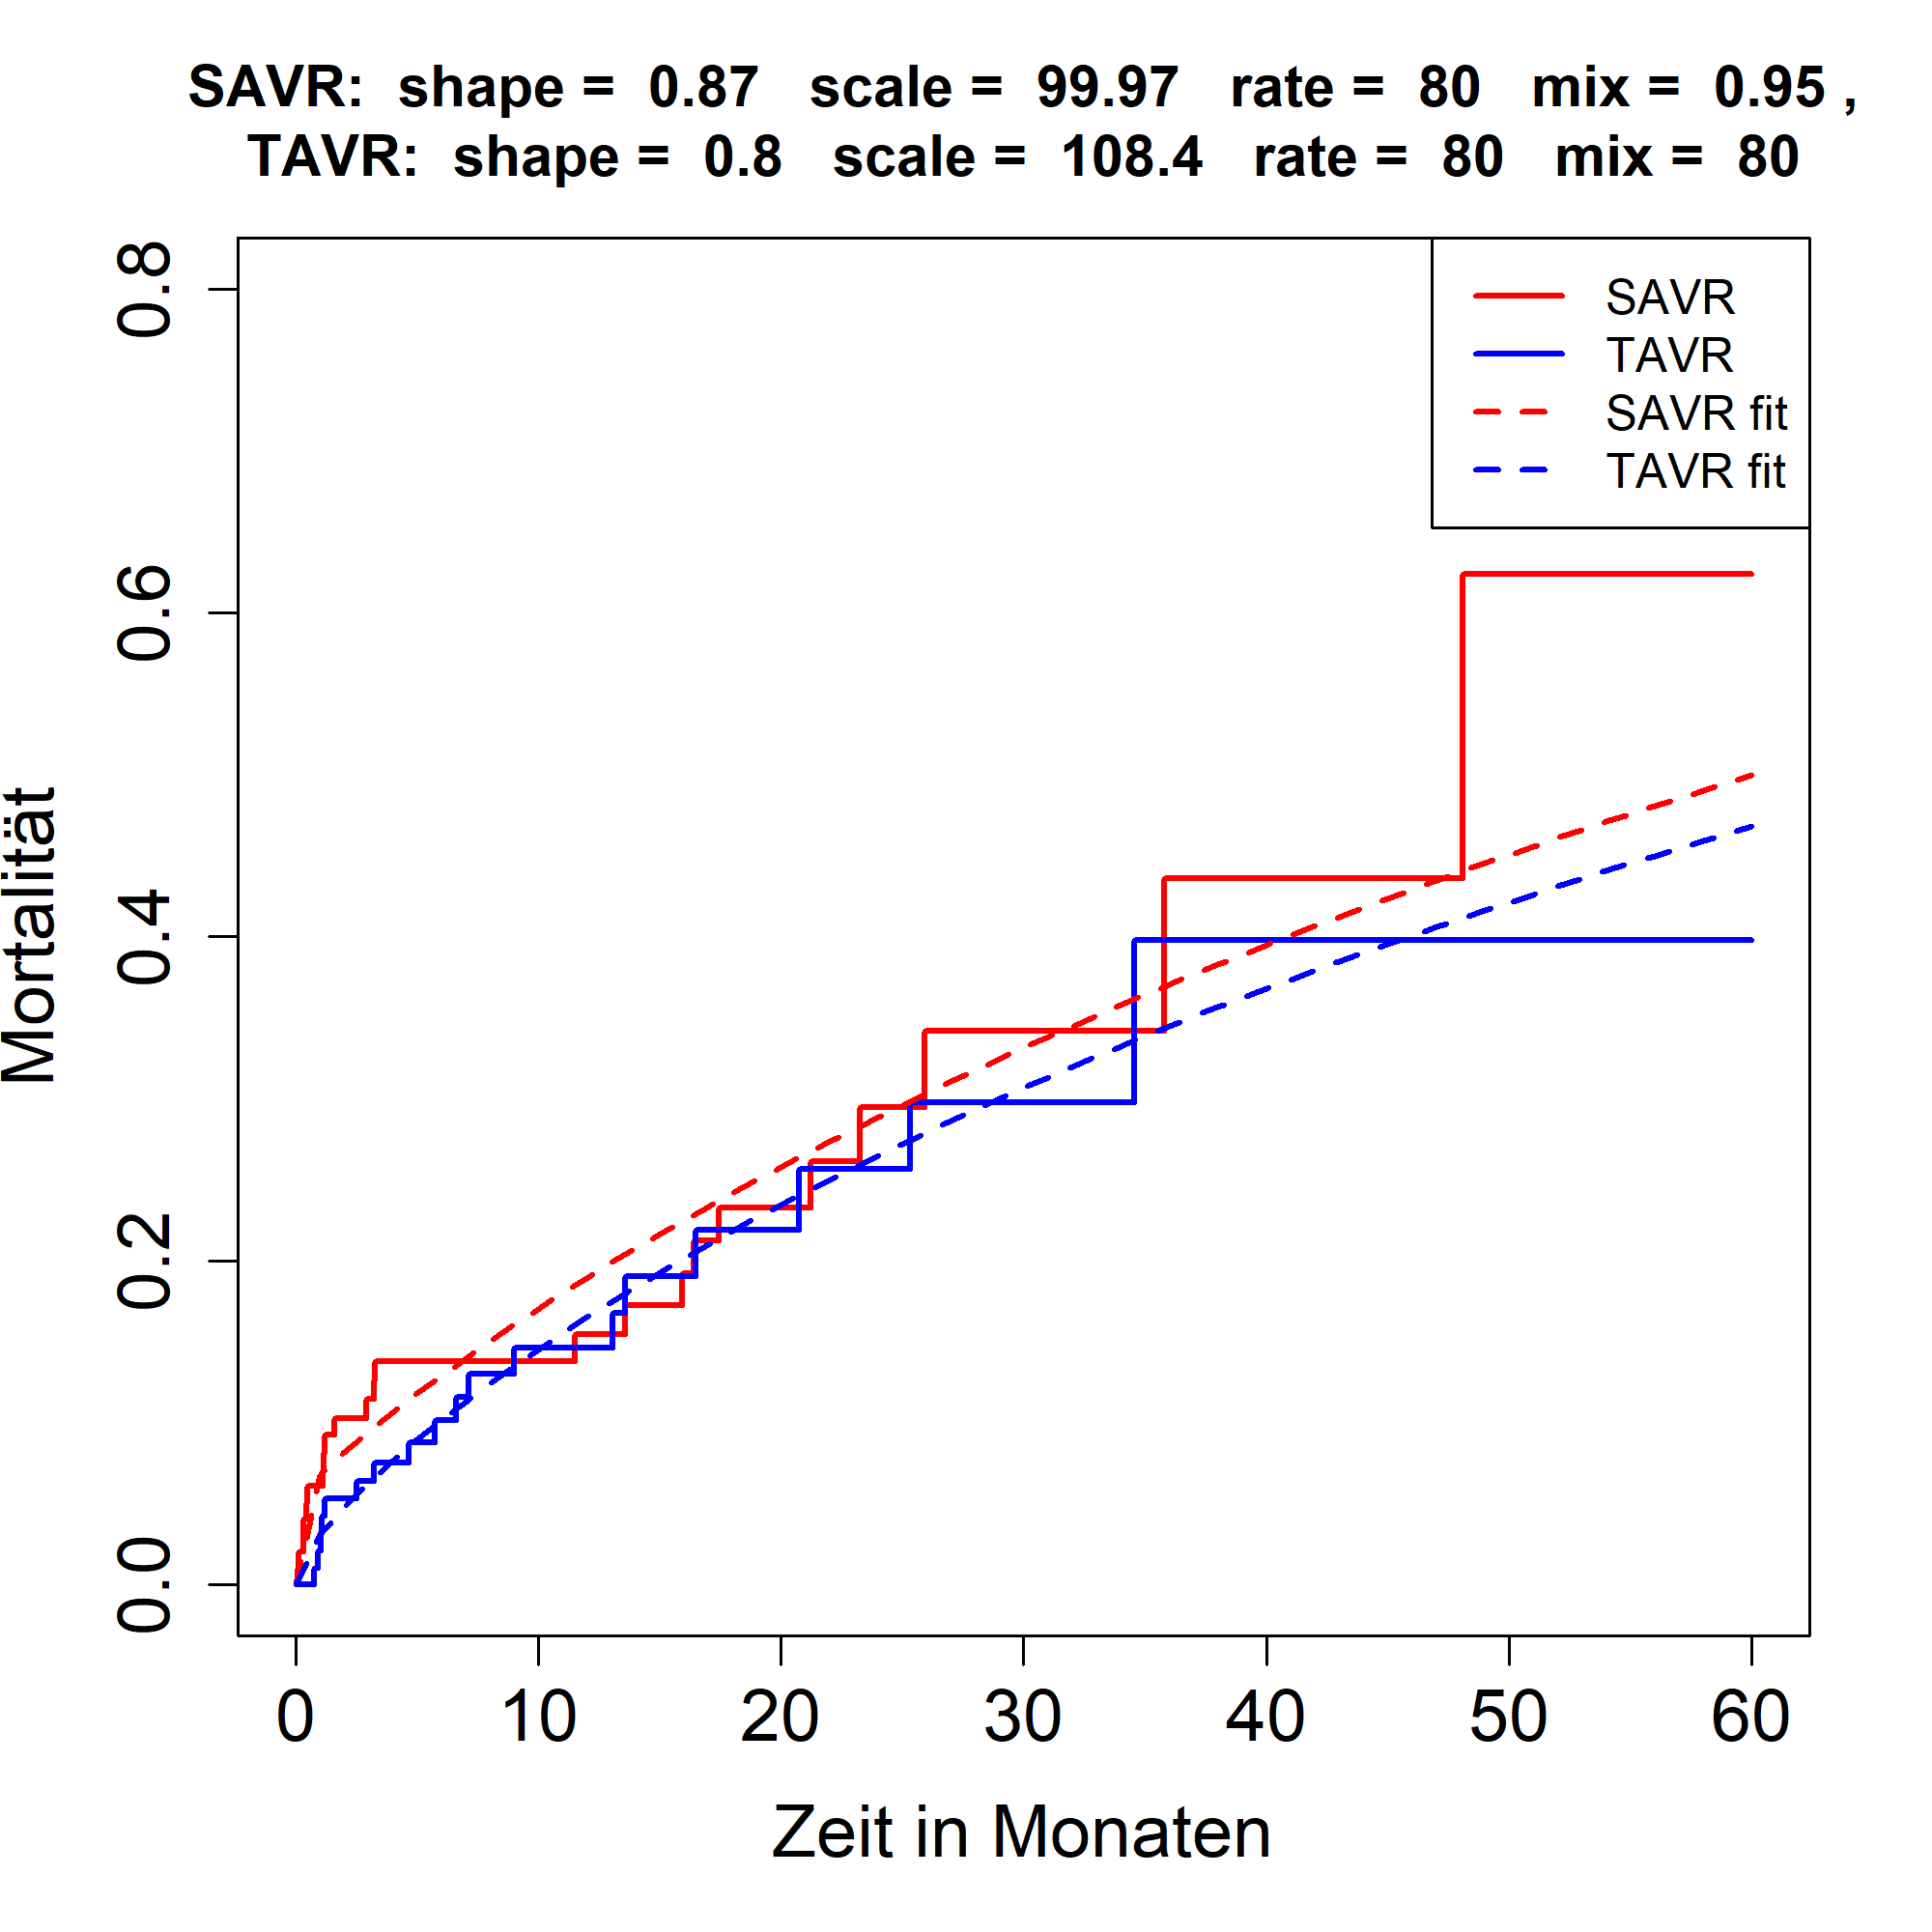 SAVR: shape = 0.87 scale = 99.97 rate = 80 mix = 0.95 ,
TAVR: shape = 0.8 scale = 108.4 rate = 80 mix = 80
SAVR
TAVR
SAVR fit
TAVR fit
Mortalität
0.8
0.6
0.4
0.2
0.0
0 10 20 30 40 50 60
Zeit in Monaten